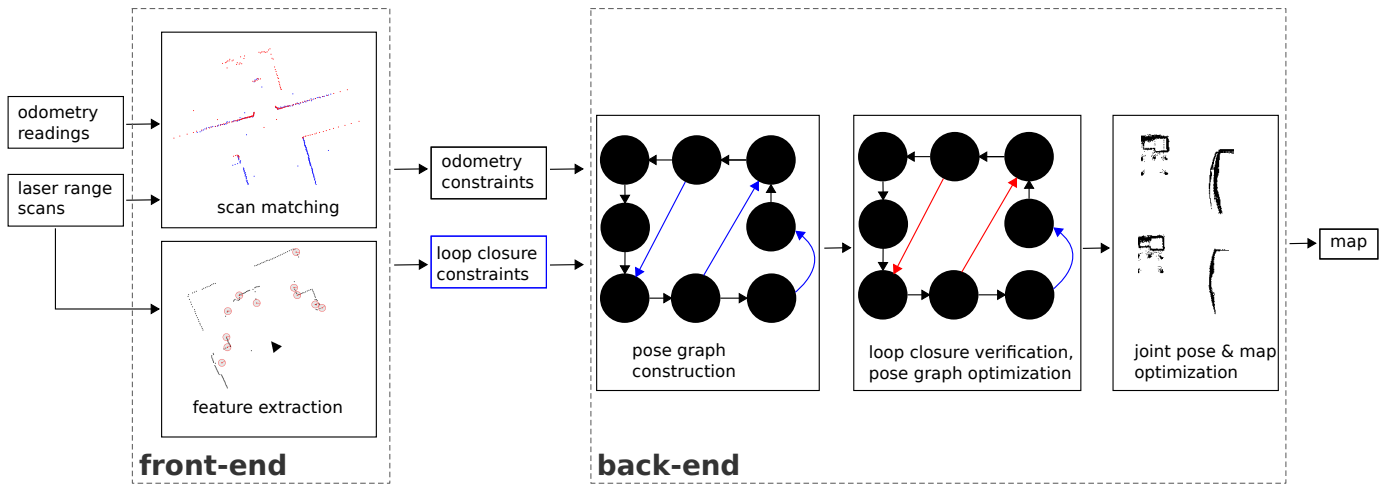 odometry
readings
laser range
scans
scan matching
feature extraction
front-end
odometry
constraints
loop closure
constraints
pose graph
construction
loop closure verification,
pose graph optimization
joint pose & map
optimization
back-end
map